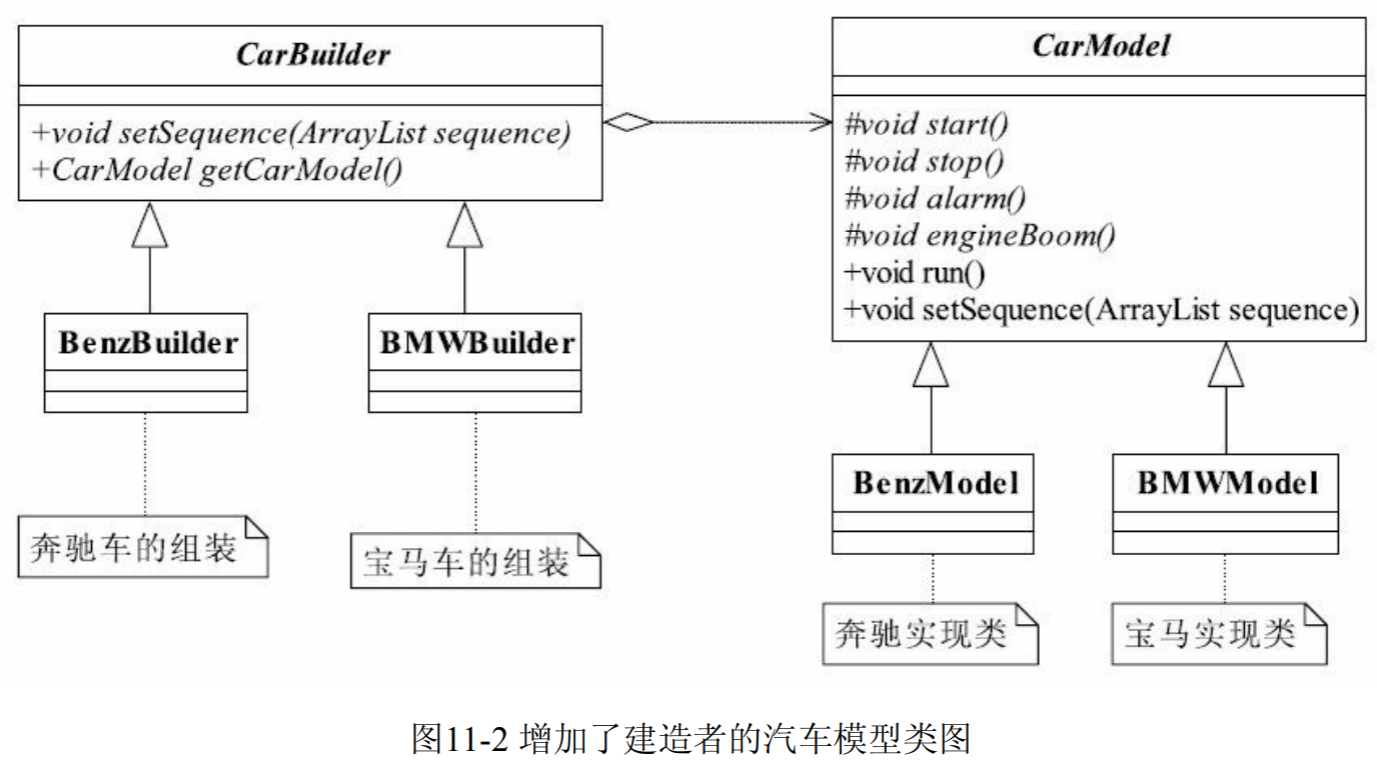 CarBuilder
+void setSequence(ArrayList sequence)
+CarModel getCarModel()
CarModel
#void start()
#void stop()
#void alarm()
#void engineBoom()
+void run()
+void setSequence(ArrayList sequence)
BenzBuilder
BMWBuilder
奔驰车的组装
宝马车的组装
BenzModel
BMWModel
奔驰实现类
宝马实现类
图11-2 增加了建造者的汽车模型类图